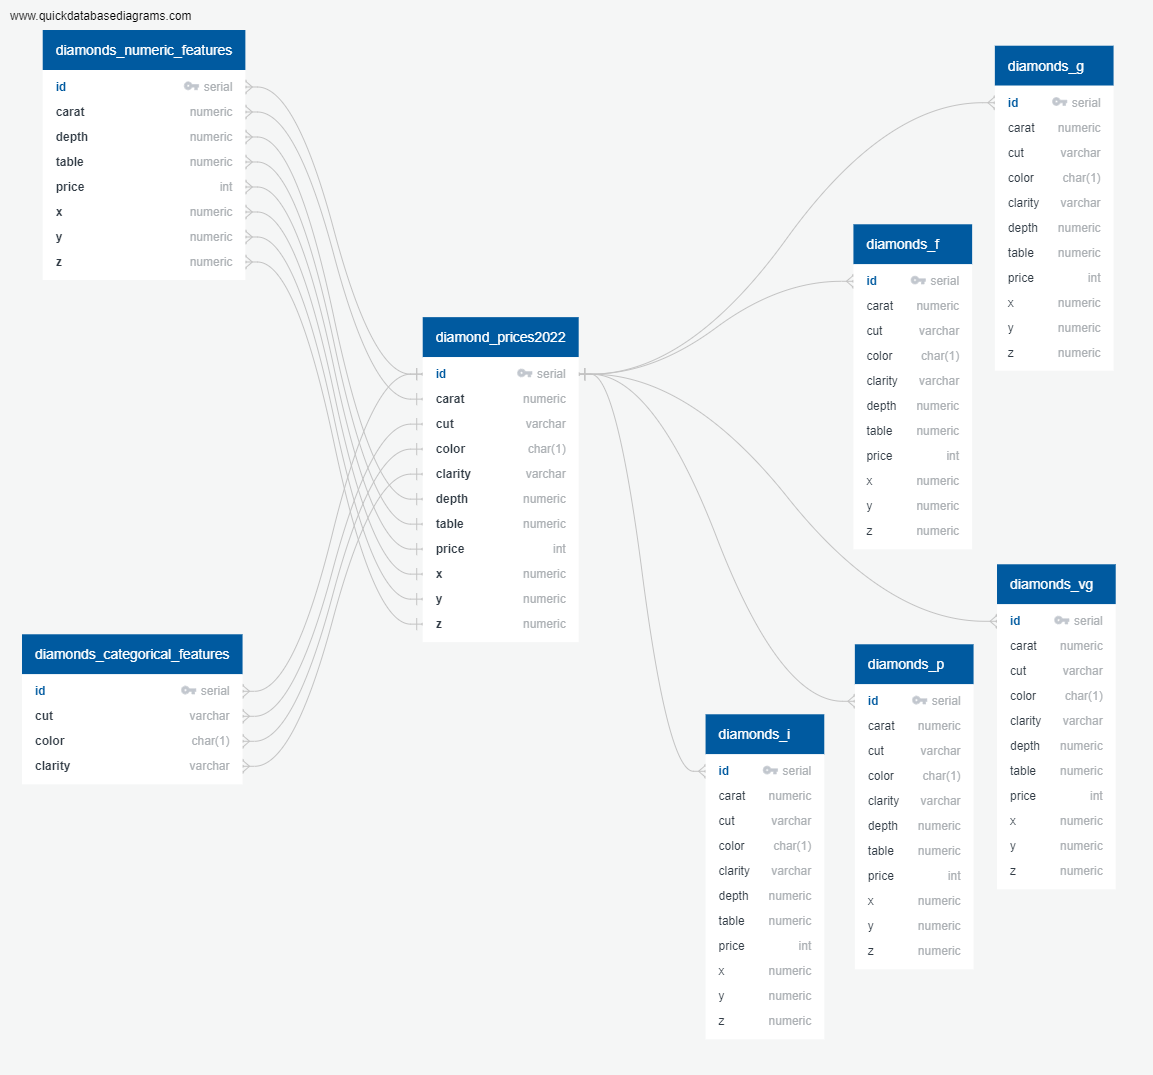 www.quickdatabasediagrams.com
diamonds_numeric_features
id serial
carat numeric
depth numeric
table numeric
price int
x numeric
y numeric
z numeric
diamonds_categorical_features
id serial
cut varchar
color char(1)
clarity varchar
diamond_prices2022
id serial
carat numeric
cut varchar
color char(1)
clarity varchar
depth numeric
table numeric
price int
x numeric
y numeric
z numeric
diamonds_g
id serial
carat numeric
cut varchar
color char(1)
clarity varchar
depth numeric
table numeric
price int
x numeric
y numeric
z numeric
diamonds_f
id serial
carat numeric
cut varchar
color char(1)
clarity varchar
depth numeric
table numeric
price int
x numeric
y numeric
z numeric
diamonds_vg
id serial
carat numeric
cut varchar
color char(1)
clarity varchar
depth numeric
table numeric
price int
x numeric
y numeric
z numeric
diamonds_p
id serial
carat numeric
cut varchar
color char(1)
clarity varchar
depth numeric
table numeric
price int
x numeric
y numeric
z numeric
diamonds_i
id serial
carat numeric
cut varchar
color char(1)
clarity varchar
depth numeric
table numeric
price int
x numeric
y numeric
z numeric